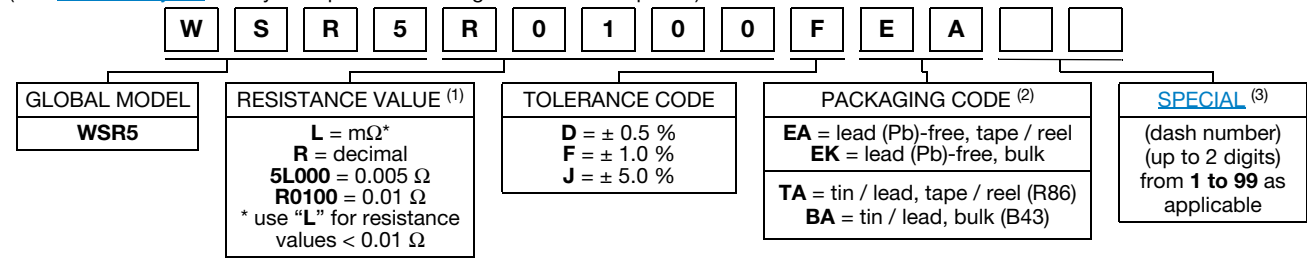 W S R 5 R 0 1 0 0 F E A
GLOBAL MODEL
WSR5
RESISTANCE VALUE (1)
L = mΩ*
R = decimal
5L000 = 0.005 Ω
R0100 = 0.01 Ω
* use “L” for resistance
values < 0.01 Ω
TOLERANCE CODE
D = ± 0.5 %
F = ± 1.0 %
J = ± 5.0 %
PACKAGING CODE (2)
EA = lead (Pb)-free, tape / reel
EK = lead (Pb)-free, bulk
TA = tin / lead, tape / reel (R86)
BA = tin / lead, bulk (B43)
SPECIAL (3)
(dash number)
(up to 2 digits)
from 1 to 99 as
applicable